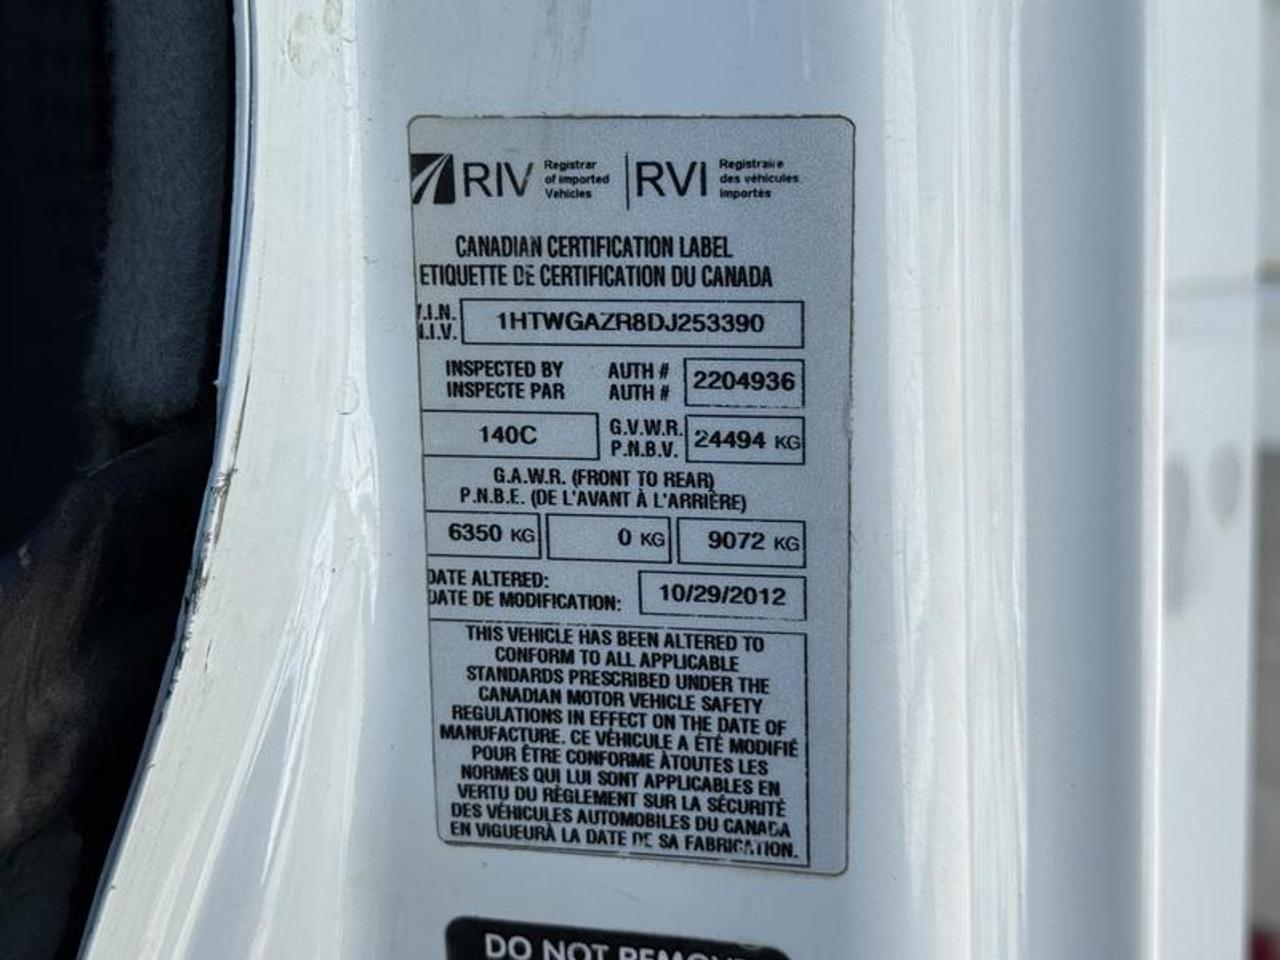 RIV Registrar of imported Vehicles | RVI Registraire des véhicules importés
CANADIAN CERTIFICATION LABEL
ETIQUETTE DE CERTIFICATION DU CANADA
V.I.N. 1HTWGAZR8DJ253390
N.I.V.
INSPECTED BY AUTH # 2204936
INSPECTE PAR AUTH #
140C G.V.W.R. 24494 KG
P.N.B.V.
G.A.W.R. (FRONT TO REAR)
P.N.B.E. (DE L'AVANT À L'ARRIÈRE)
6350 KG 0 KG 9072 KG
DATE ALTERED: 10/29/2012
DATE DE MODIFICATION:
THIS VEHICLE HAS BEEN ALTERED TO
CONFORM TO ALL APPLICABLE
STANDARDS PRESCRIBED UNDER THE
CANADIAN MOTOR VEHICLE SAFETY
REGULATIONS IN EFFECT ON THE DATE OF
MANUFACTURE. CE VÉHICULE A ÉTÉ MODIFIÉ
POUR ÊTRE CONFORME ÀTOUTES LES
NORMES QUI LUI SONT APPLICABLES EN
VERTU DU RÉGLEMENT SUR LA SÉCURITÉ
DES VÉHICULES AUTOMOBILES DU CANADA
EN VIGUEURÀ LA DATE DE SA FABRICATION.
DO NOT REMOVE